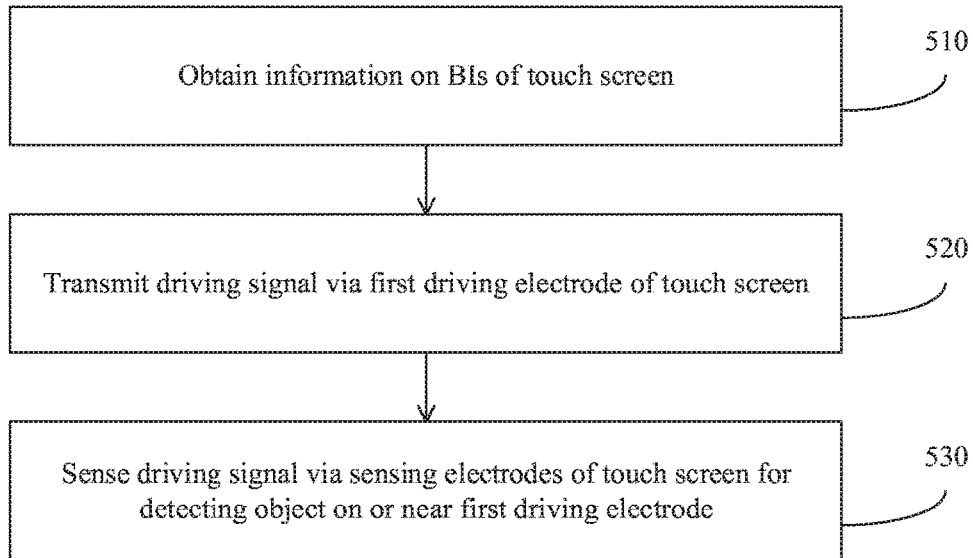 510
Obtain information on BIs of touch screen
520
Transmit driving signal via first driving electrode of touch screen
530
Sense driving signal via sensing electrodes of touch screen for
detecting object on or near first driving electrode